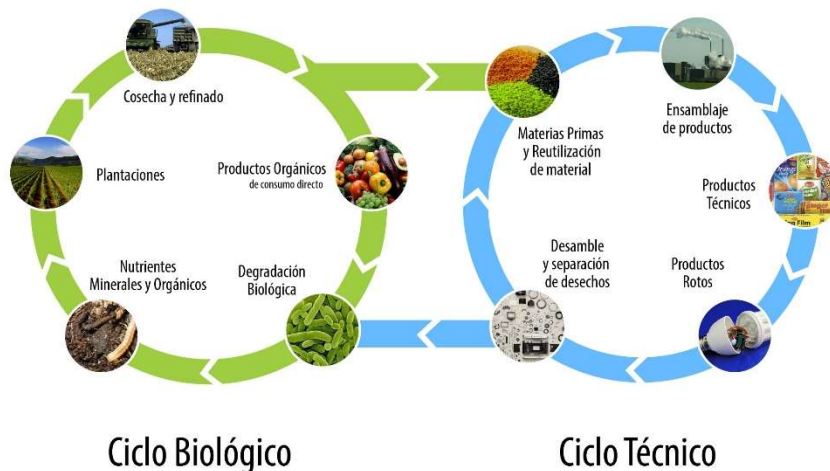 Cosecha y refinado
Plantaciones
Productos Orgánicos
de consumo directo
Nutrientes
Minerales y Orgánicos
Degradación
Biológica
Materias Primas
y Reutilización
de material
Ensamblaje
de productos
Productos
Técnicos
Desamble
y separación
de desechos
Productos
Rotos
Ciclo Biológico
Ciclo Técnico